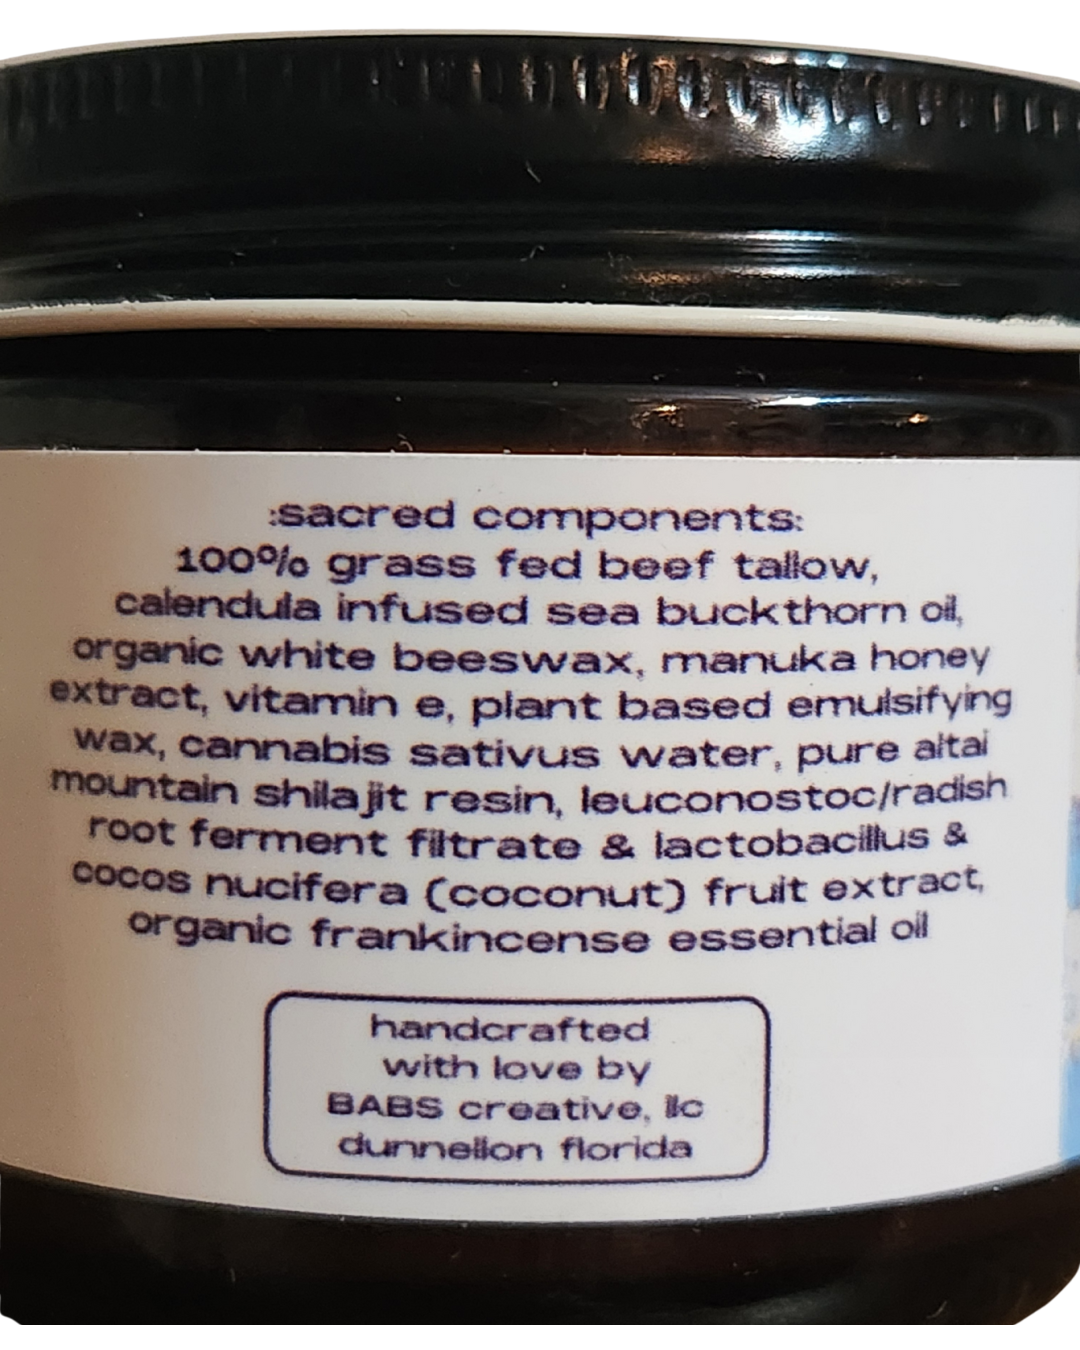 :sacred components:
100% grass fed beef tallow,
calendula infused sea buckthorn oil,
organic white beeswax, manuka honey
extract, vitamin e, plant based emulsifying
wax, cannabis sativus water, pure altai
mountain shilajit resin, leuconostoc/radish
root ferment filtrate & lactobacillus &
cocos nucifera (coconut) fruit extract,
organic frankincense essential oil
handcrafted
with love by
BABS creative, llc
dunnellon florida